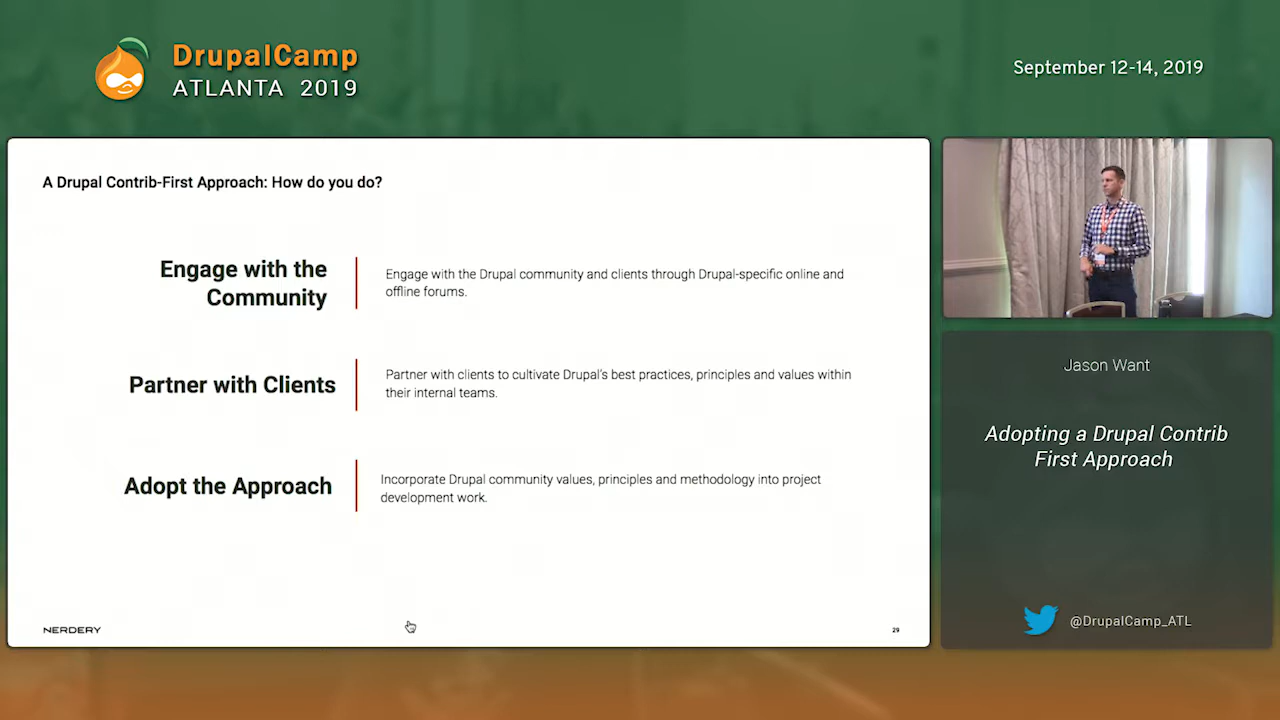 DrupalCamp
ATLANTA 2019
September 12-14, 2019
A Drupal Contrib-First Approach: How do you do?
Engage with the
Community
Engage with the Drupal community and clients through Drupal-specific online and
offline forums.
Partner with Clients
Partner with clients to cultivate Drupal's best practices, principles and values within
their internal teams.
Adopt the Approach
Incorporate Drupal community values, principles and methodology into project
development work.
NERDERY
29
Jason Want
Adopting a Drupal Contrib
First Approach
@DrupalCamp_ATL